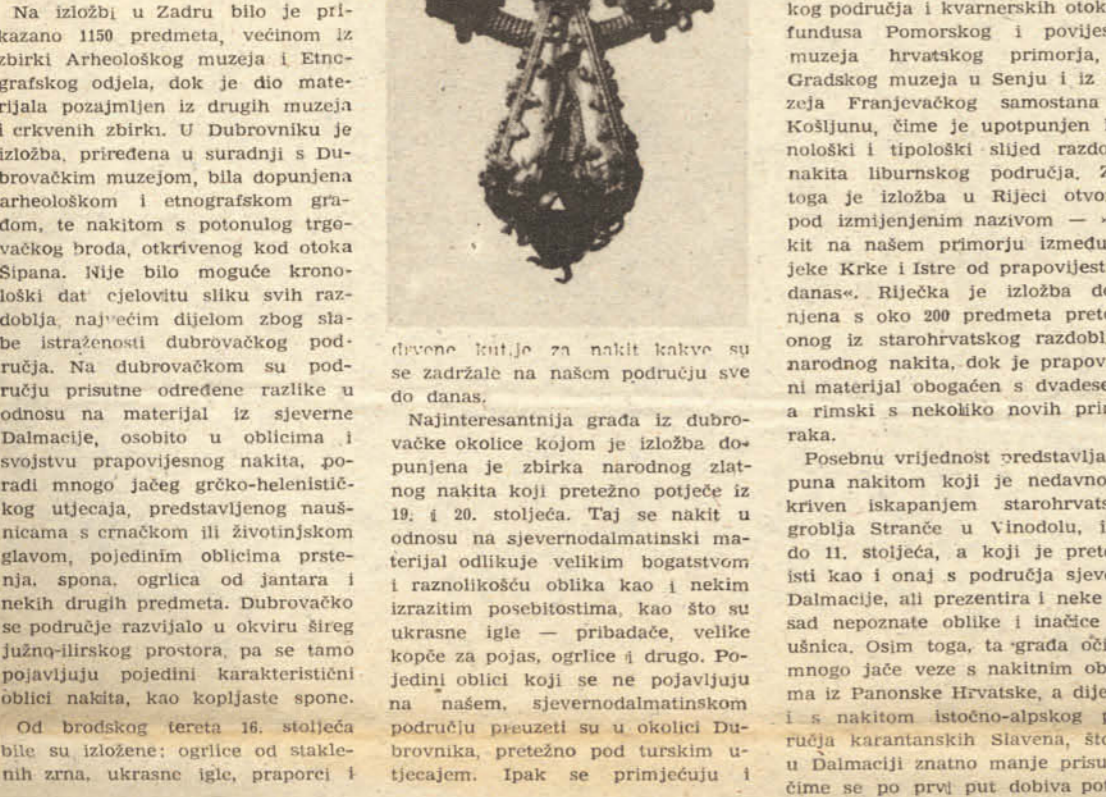 Na izložbi u Zadru bilo je pri-
kazano 1150 predmeta, većinom iz
zbirki Arheološkog muzeja i Etno-
grafskog odjela, dok je dio mate-
rijala pozajmljen iz drugih muzeja
i crkvenih zbirki. U Dubrovniku je
izložba, priređena u suradnji s Du-
brovačkim muzejom, bila dopunjena
arheološkom i etnografskom gra-
đom, te nakitom s potonulog trgo-
vačkog broda, otkrivenog kod otoka
Šipana. Nije bilo moguće krono-
loški dat cjelovitu sliku svih raz-
doblja, najvećim dijelom zbog sla-
be istraženosti dubrovačkog pod-
ručja. Na dubrovačkom su pod-
ručju prisutne određene razlike u
odnosu na materijal iz sjeverne
Dalmacije, osobito u oblicima i
svojstvu prapovijesnog nakita, po-
radi mnogo jačeg grčko-helenistič-
kog utjecaja, predstavljenog nauš-
nicama s crnačkom ili životinjskom
glavom, pojedinim oblicima prste-
nja, spona, ogrlica od jantara i
nekih drugih predmeta. Dubrovačko
se područje razvijalo u okviru šireg
južno-ilirskog prostora, pa se tamo
pojavljuju pojedini karakteristični
oblici nakita, kao kopljaste spone.
Od brodskog tereta 16. stoljeća
bile su izložene: ogrlice od stakle-
nih zrna, ukrasne igle, praporci i
drvene kutije za nakit kakve su
se zadržale na našem području sve
do danas.
Najinteresantnija građa iz dubro-
vačke okolice kojom je izložba do-
punjena je zbirka narodnog zlat-
nog nakita koji pretežno potječe iz
19. i 20. stoljeća. Taj se nakit u
odnosu na sjevernodalmatinski ma-
terijal odlikuje velikim bogatstvom
i raznolikošću oblika kao i nekim
izrazitim posebitostima, kao što su
ukrasne igle — pribadače, velike
kopče za pojas, ogrlice i drugo. Po-
jedini oblici koji se ne pojavljuju
na našem, sjevernodalmatinskom
području preuzeti su u okolici Du-
brovnika, pretežno pod turskim u-
tjecajem. Ipak se primjećuju i
kog područja i kvarnerskih otok
fundusa Pomorskog i povijes
muzeja hrvatskog primorja,
Gradskog muzeja u Senju i iz
zeja Franjevačkog samostana
Košljunu, čime je upotpunjen
nološki i tipološki slijed razdo
nakita liburnskog područja. Z
toga je izložba u Rijeci otvo
pod izmijenjenim nazivom —
kit na našem primorju između
jeke Krke i Istre od prapovijest
danas«. Riječka je izložba do
njena s oko 200 predmeta prete
onog iz starohrvatskog razdobl
narodnog nakita, dok je prapov
ni materijal obogaćen s dvadese
a rimski s nekoliko novih pri
raka.
Posebnu vrijednost predstavlja
puna nakitom koji je nedavno
kriven iskapanjem starohrvats
groblja Stranče u Vinodolu, i
do 11. stoljeća, a koji je prete
isti kao i onaj s područja sjeve
Dalmacije, ali prezentira i neke
sad nepoznate oblike i inačice
ušnica. Osim toga, ta građa oči
mnogo jače veze s nakitnim ob
ma iz Panonske Hrvatske, a dije
i s nakitom istočno-alpskog p
ručja karantanskih Slavena, što
u Dalmaciji znatno manje prisu
čime se po prvi put dobiva pot